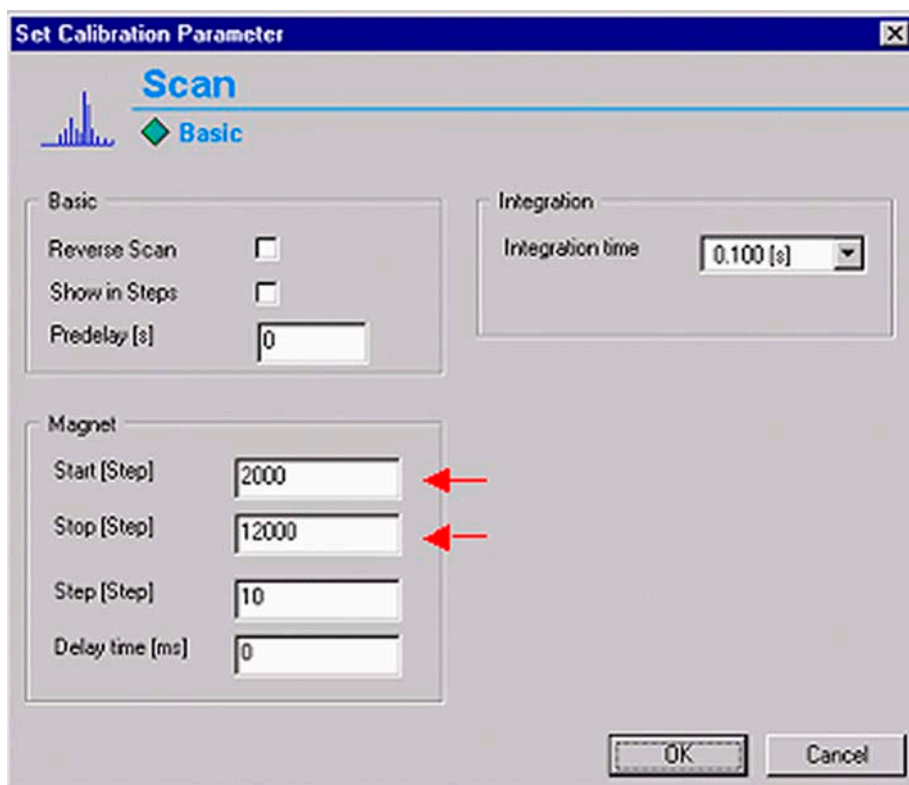 Set Calibration Parameter
Scan
Basic
Basic
Reverse Scan
Show in Steps
Predelay [s] 0
Integration
Integration time 0.100 [s]
Magnet
Start [Step] 2000
Stop [Step] 12000
Step [Step] 10
Delay time [ms] 0
OK Cancel